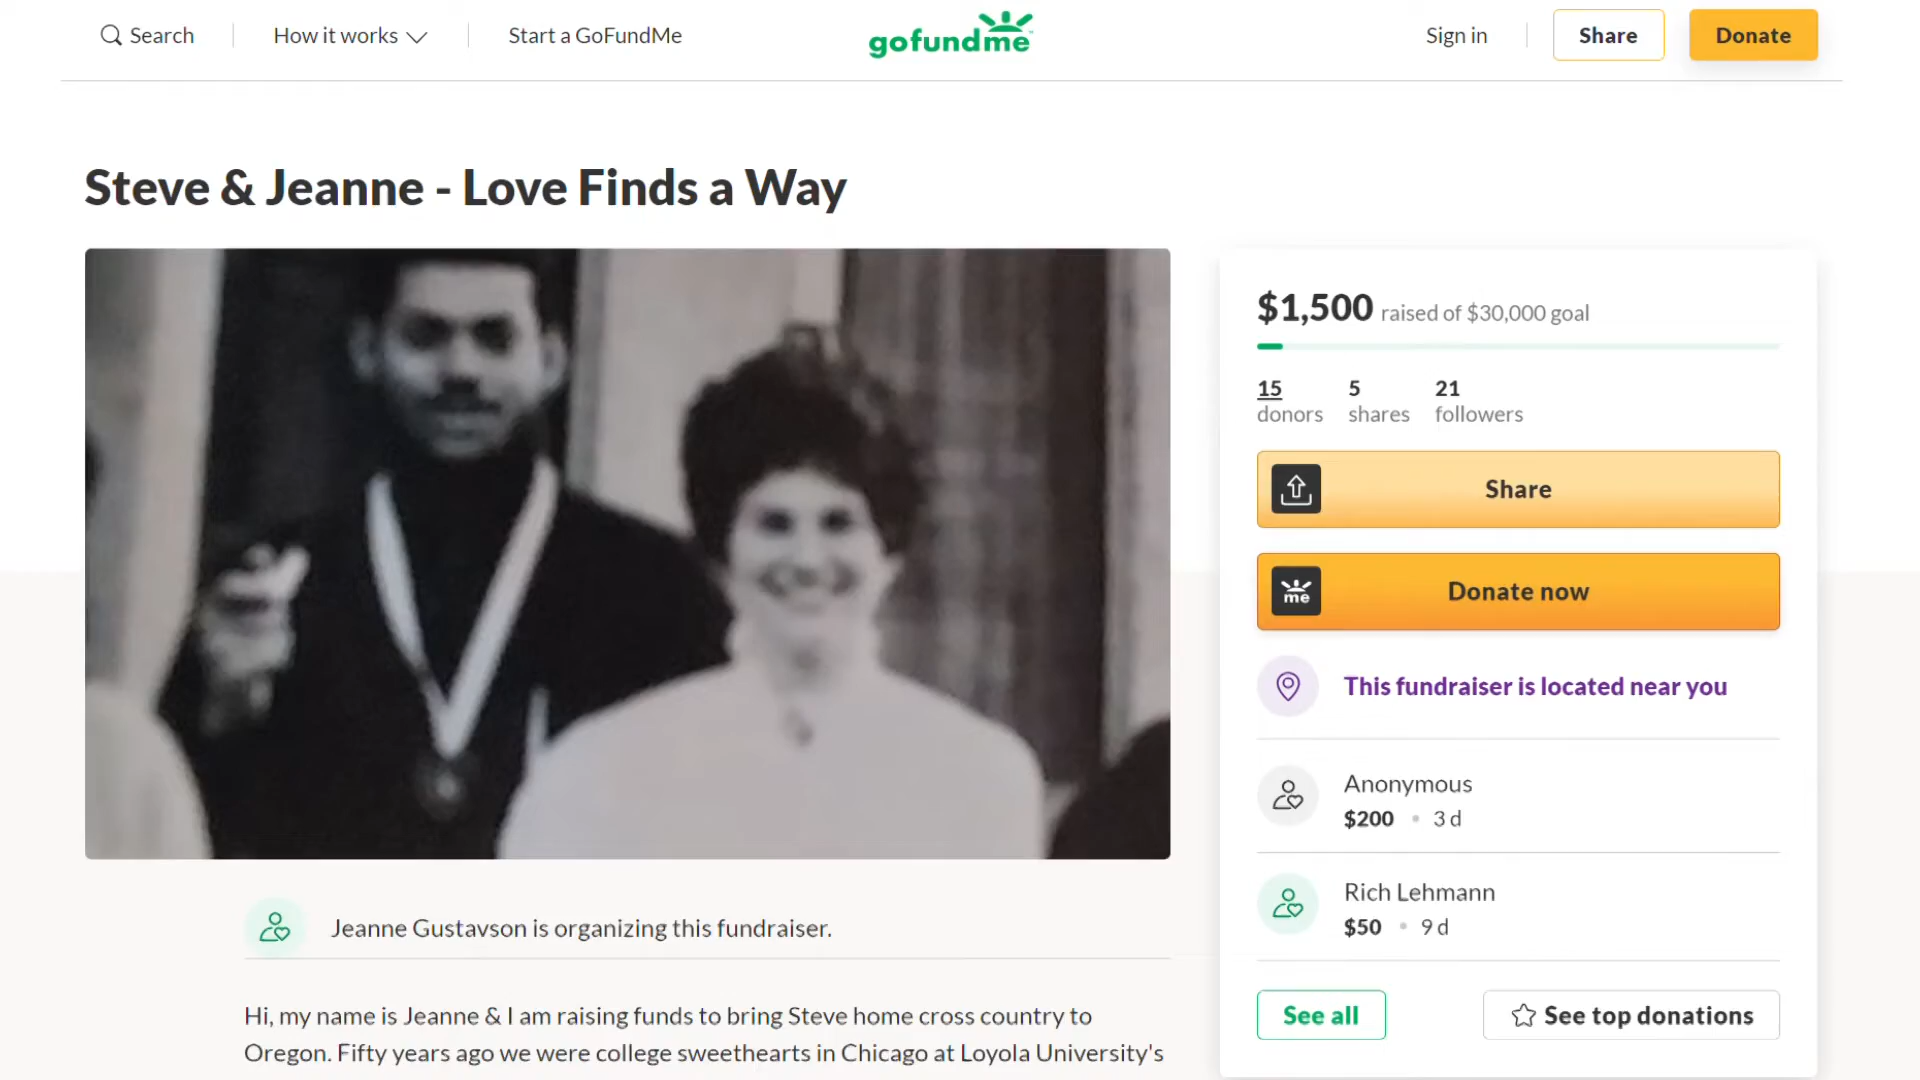 Search
How it works
Start a GoFundMe
gofundme
Sign in
Share
Donate
Steve & Jeanne - Love Finds a Way
$1,500 raised of $30,000 goal
15 5 21
donors shares followers
Share
me Donate now
This fundraiser is located near you
Anonymous
$200 • 3 d
Rich Lehmann
$50 • 9 d
See all
See top donations
Jeanne Gustavson is organizing this fundraiser.
Hi, my name is Jeanne & I am raising funds to bring Steve home cross country to
Oregon. Fifty years ago we were college sweethearts in Chicago at Loyola University's